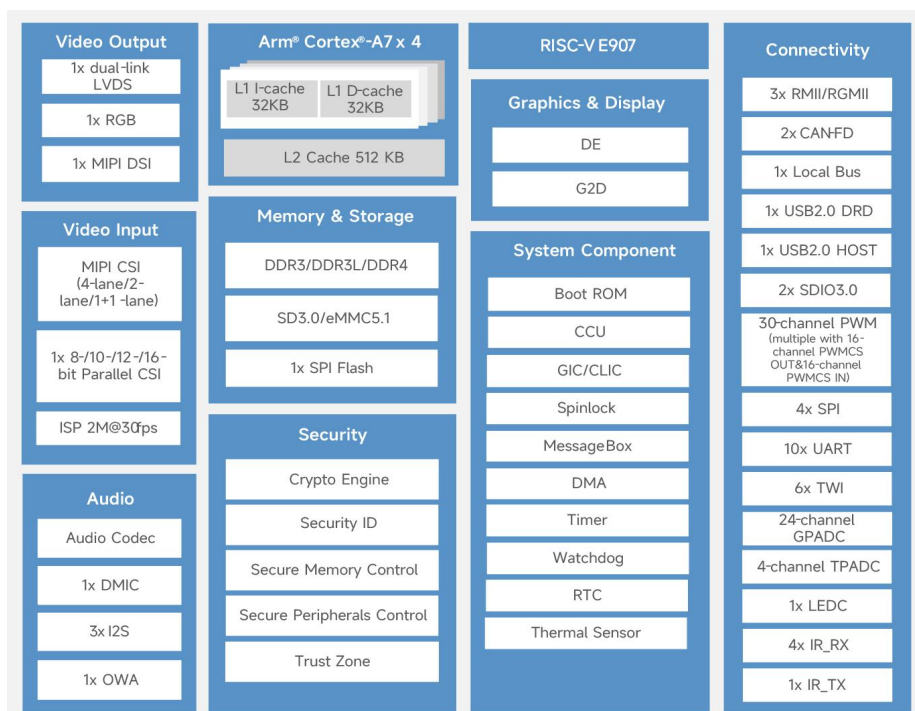 Video Output
1x dual-link
LVDS
1x RGB
1x MIPI DSI
Video Input
MIPI CSI
(4-lane/2-
lane/1+1 -lane)
1x 8-/10-/12-/16-
bit Parallel CSI
ISP 2M@30fps
Audio
Audio Codec
1x DMIC
3x I2S
1x OWA
Arm® Cortex®-A7 x 4
L1 I-cache
32KB
L1 D-cache
32KB
L2 Cache 512 KB
Memory & Storage
DDR3/DDR3L/DDR4
SD3.0/eMMC5.1
1x SPI Flash
Security
Crypto Engine
Security ID
Secure Memory Control
Secure Peripherals Control
Trust Zone
RISC-V E907
Graphics & Display
DE
G2D
System Component
Boot ROM
CCU
GIC/CLIC
Spinlock
MessageBox
DMA
Timer
Watchdog
RTC
Thermal Sensor
Connectivity
3x RMII/RGMII
2x CAN-FD
1x Local Bus
1x USB2.0 DRD
1x USB2.0 HOST
2x SDIO3.0
30-channel PWM
(multiple with 16-
channel PWMCS
OUT&16-channel
PWMCS IN)
4x SPI
10x UART
6x TWI
24-channel
GPADC
4-channel TPADC
1x LEDC
4x IR_RX
1x IR_TX